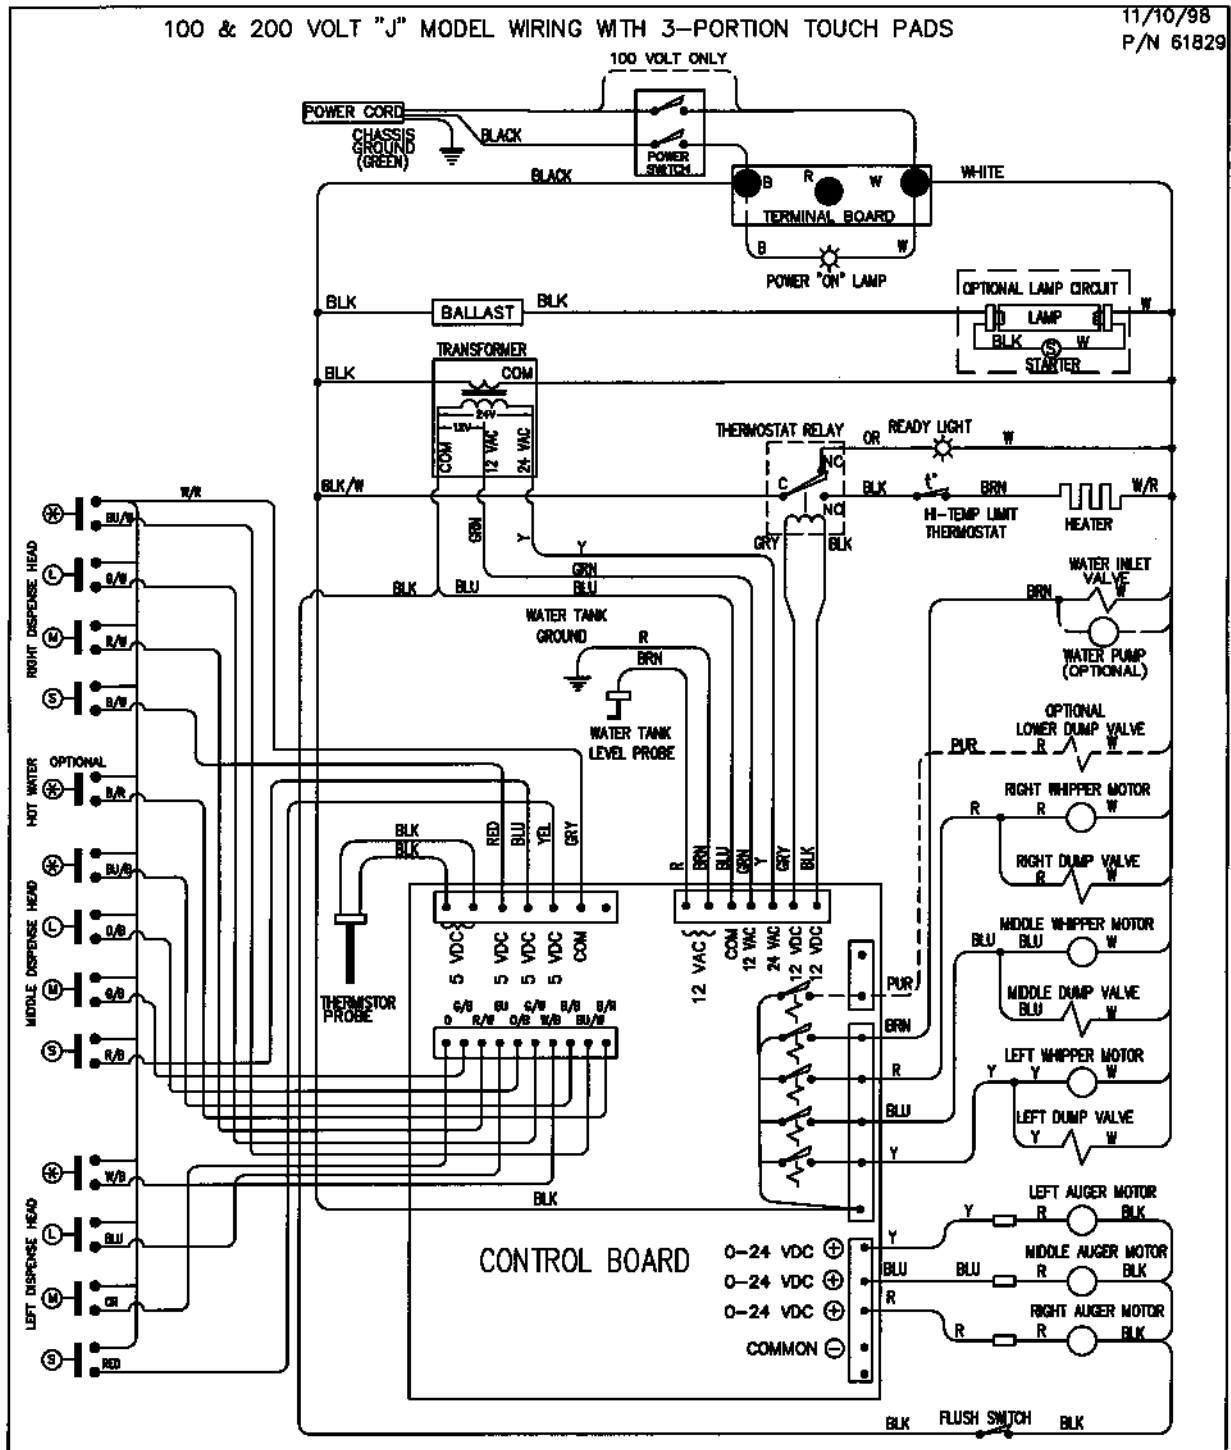 100 & 200 VOLT "J" MODEL WIRING WITH 3-PORTION TOUCH PADS
11/10/98
P/N 61829
100 VOLT ONLY
POWER CORD
CHASSIS
GROUND
(GREEN)
BLACK
POWER
SWITCH
BLACK
B
R
W
WHITE
TERMINAL BOARD
B
W
POWER "ON" LAMP
BLK
BALLAST
BLK
OPTIONAL LAMP CIRCUIT
LAMP
W
BLK
S
W
STARTER
TRANSFORMER
BLK
COM
24V
12V
COM
12 VAC
24 VAC
THERMOSTAT RELAY
OR
READY LIGHT
W
NC
BLK/W
C
NO
BLK
t°
BRN
W/R
HI-TEMP LIMIT
THERMOSTAT
HEATER
GRY
BLK
GRN
Y
Y
GRN
BLU
BLK
BLU
WATER TANK
GROUND
R
BRN
WATER TANK
LEVEL PROBE
WATER INLET
VALVE
BRN
W
WATER PUMP
(OPTIONAL)
OPTIONAL
LOWER DUMP VALVE
PUR
R
W
RIGHT WHIPPER MOTOR
R
R
W
RIGHT DUMP VALVE
R
W
MIDDLE WHIPPER MOTOR
BLU
BLU
W
MIDDLE DUMP VALVE
BLU
W
LEFT WHIPPER MOTOR
Y
Y
W
LEFT DUMP VALVE
Y
W
LEFT AUGER MOTOR
Y
R
BLK
MIDDLE AUGER MOTOR
BLU
R
BLK
RIGHT AUGER MOTOR
R
R
BLK
BLK
FLUSH SWITCH
BLK
RIGHT DISPENSE HEAD
W/R
BU/W
L
G/W
M
R/W
S
B/W
HOT WATER
OPTIONAL
B/R
MIDDLE DISPENSE HEAD
BU/B
L
O/B
M
G/B
S
R/B
LEFT DISPENSE HEAD
W/B
L
BLU
M
OR
S
RED
BLK
BLK
RED
BLU
YEL
GRY
THERMISTOR
PROBE
5 VDC
5 VDC
5 VDC
5 VDC
COM
G/B
BU
G/W
B/B
B/R
O
R/W
O/B
W/B
BU/W
R
BRN
BLU
GRN
Y
GRY
BLK
12 VAC
COM
12 VAC
24 VAC
12 VDC
12 VDC
PUR
BRN
R
BLU
Y
BLK
CONTROL BOARD
0-24 VDC +
Y
0-24 VDC +
BLU
0-24 VDC +
R
COMMON −